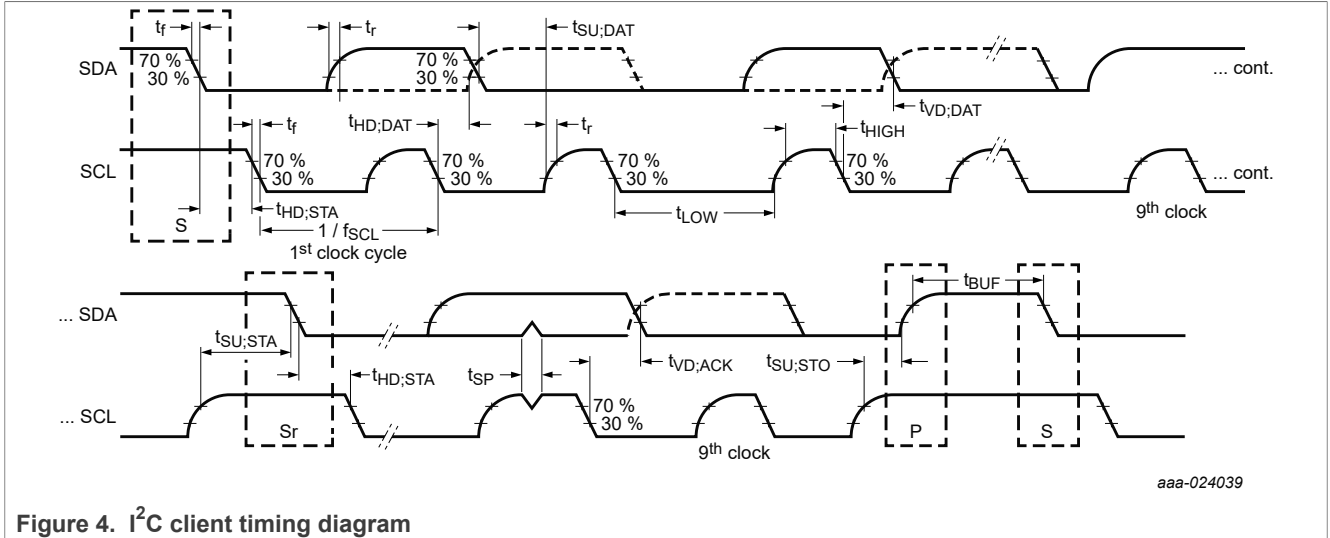 tf
tr
tSU;DAT
SDA
70 %
30 %
70 %
30 %
... cont.
tVD;DAT
tf
tHD;DAT
tr
tHIGH
SCL
70 %
30 %
70 %
30 %
70 %
30 %
70 %
30 %
... cont.
tHD;STA
tLOW
9th clock
S
1 / fSCL
1st clock cycle
... SDA
tBUF
tSU;STA
tHD;STA
tSP
tVD;ACK
tSU;STO
... SCL
70 %
30 %
Sr
9th clock
P
S
aaa-024039
Figure 4. I²C client timing diagram